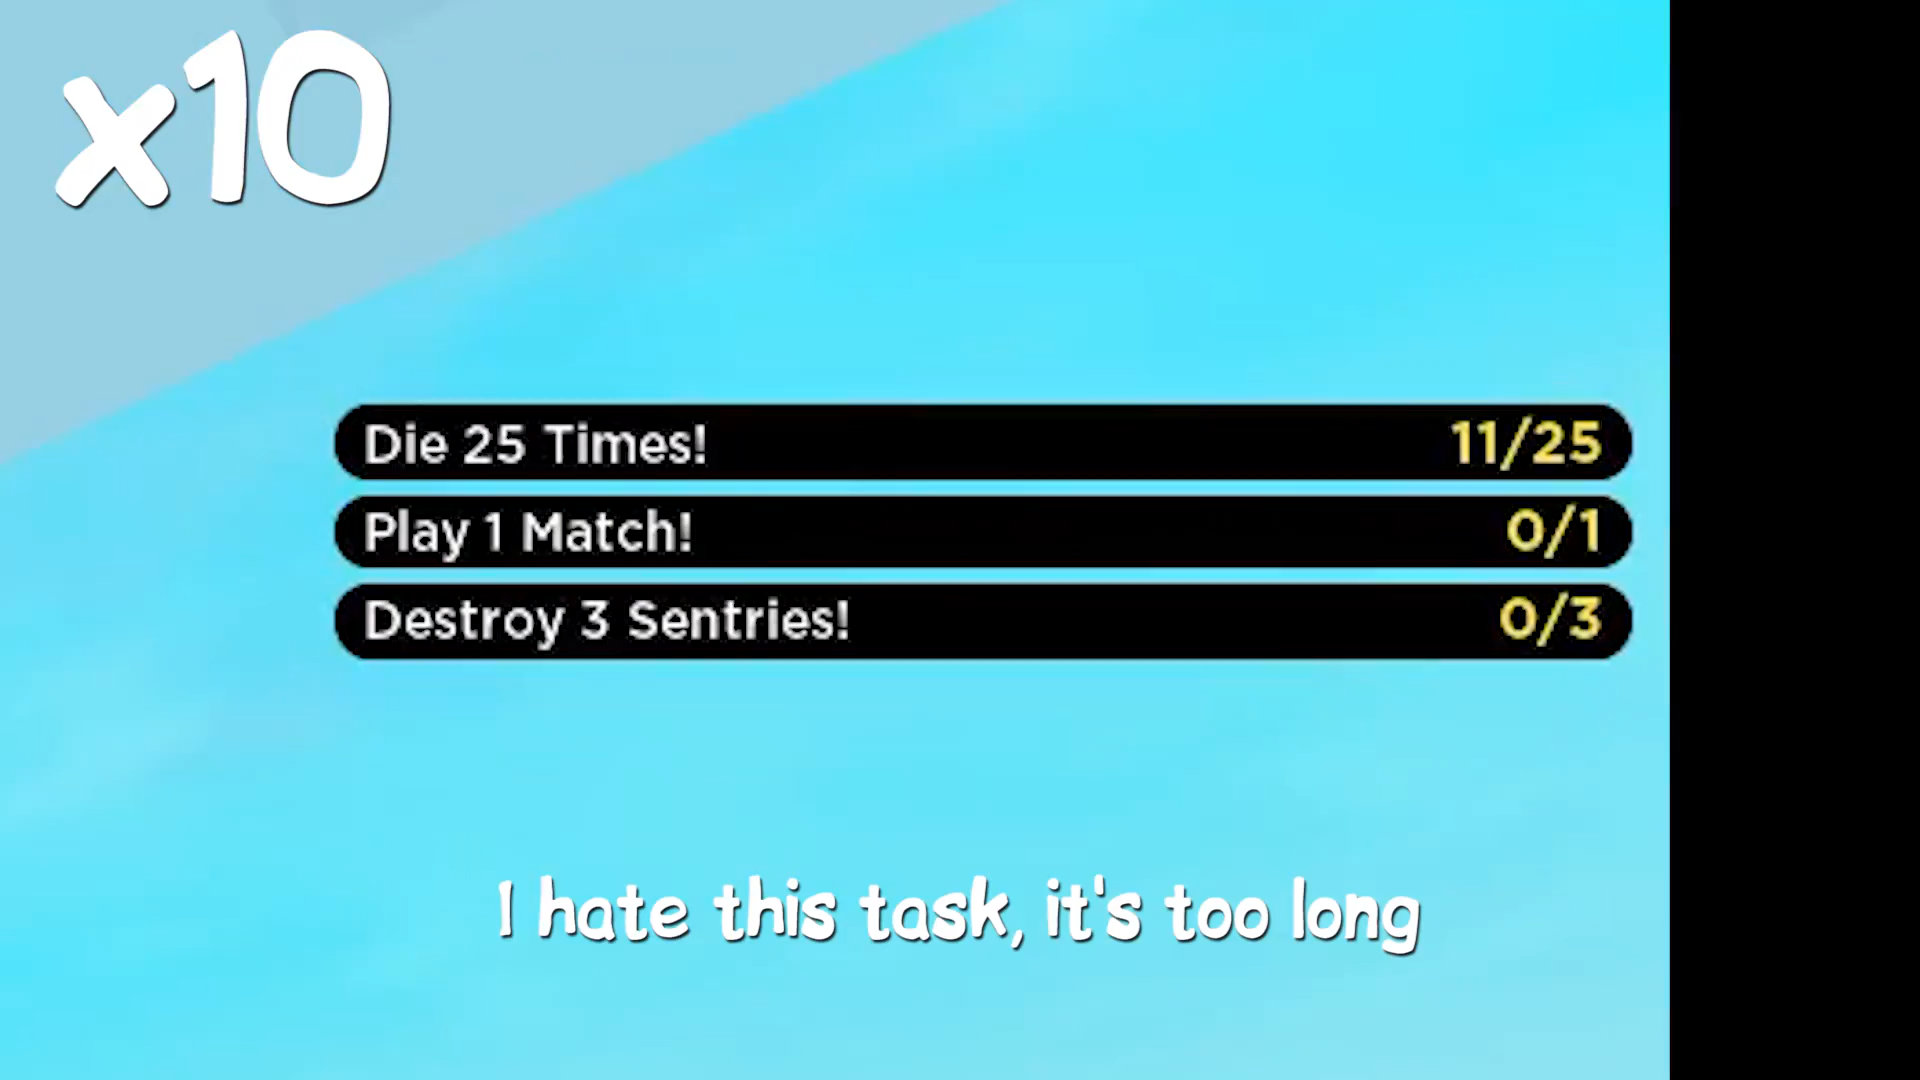 x10
Die 25 Times! 11/25
Play 1 Match! 0/1
Destroy 3 Sentries! 0/3
I hate this task, it's too long